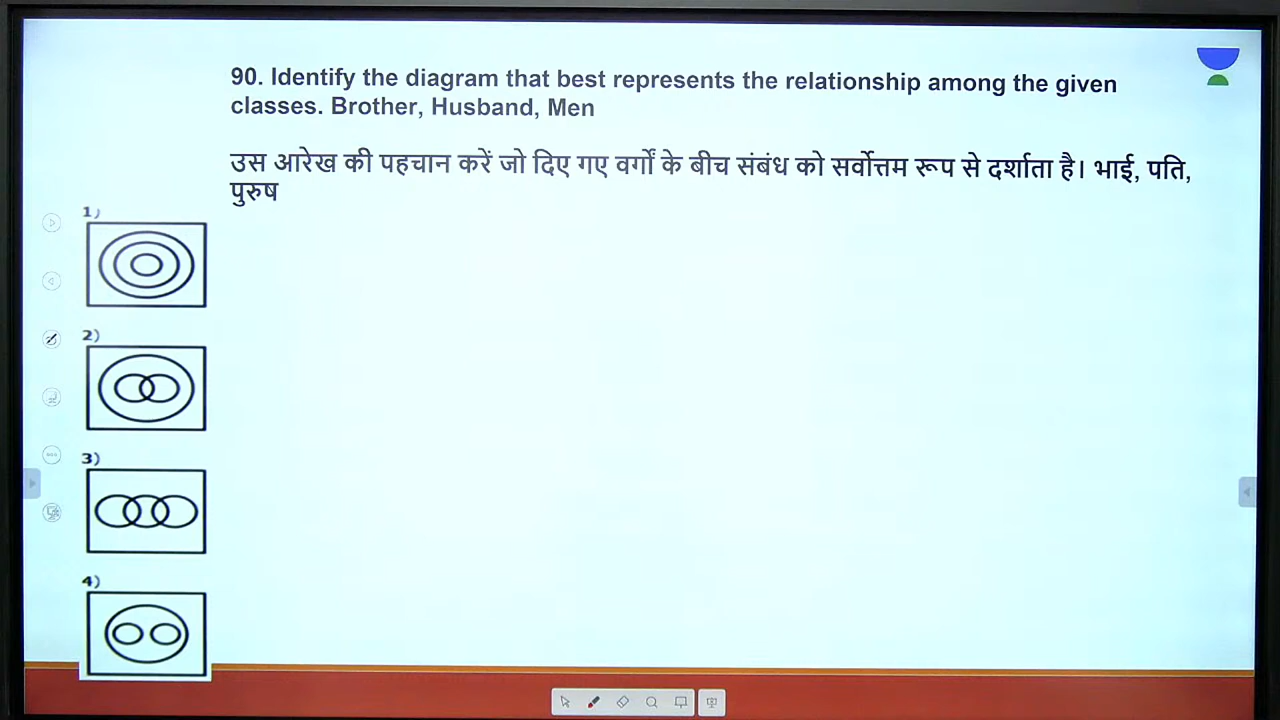 90. Identify the diagram that best represents the relationship among the given
classes. Brother, Husband, Men
उस आरेख की पहचान करें जो दिए गए वर्गों के बीच संबंध को सर्वोत्तम रूप से दर्शाता है। भाई, पति,
पुरुष
1)
2)
3)
4)